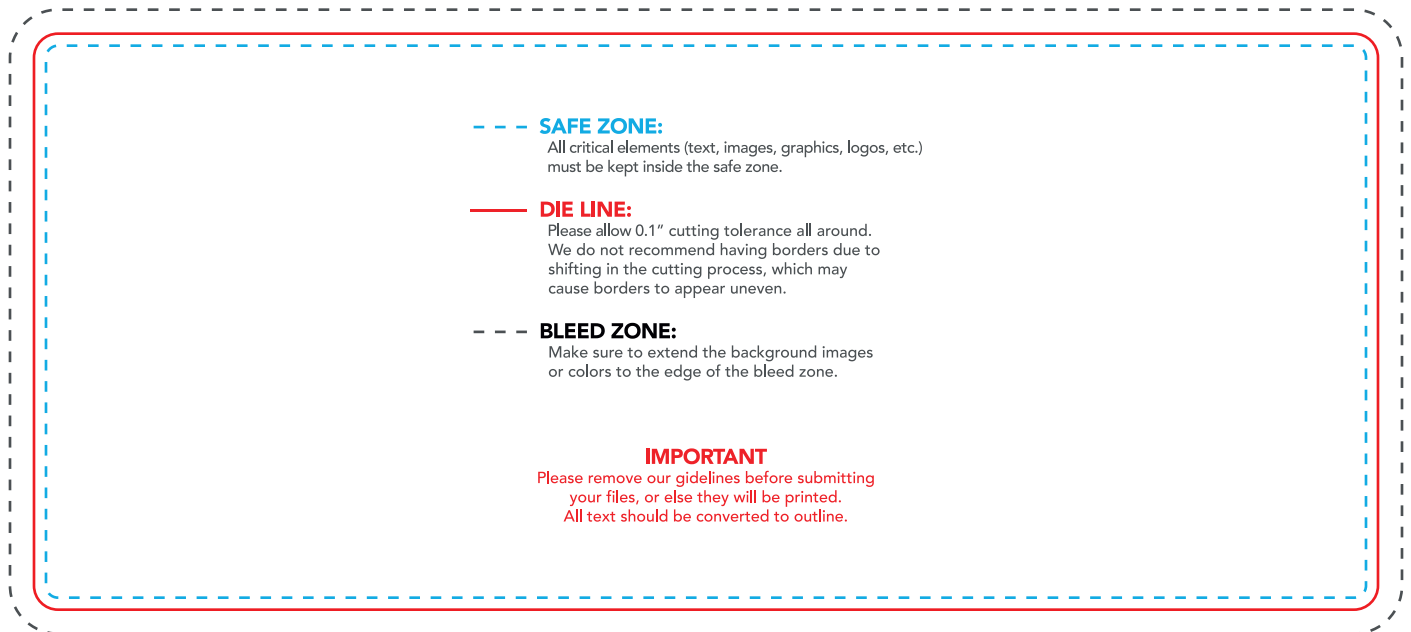 SAFE ZONE:
All critical elements (text, images, graphics, logos, etc.)
must be kept inside the safe zone.
DIE LINE:
Please allow 0.1" cutting tolerance all around.
We do not recommend having borders due to
shifting in the cutting process, which may
cause borders to appear uneven.
BLEED ZONE:
Make sure to extend the background images
or colors to the edge of the bleed zone.
IMPORTANT
Please remove our gidelines before submitting
your files, or else they will be printed.
All text should be converted to outline.